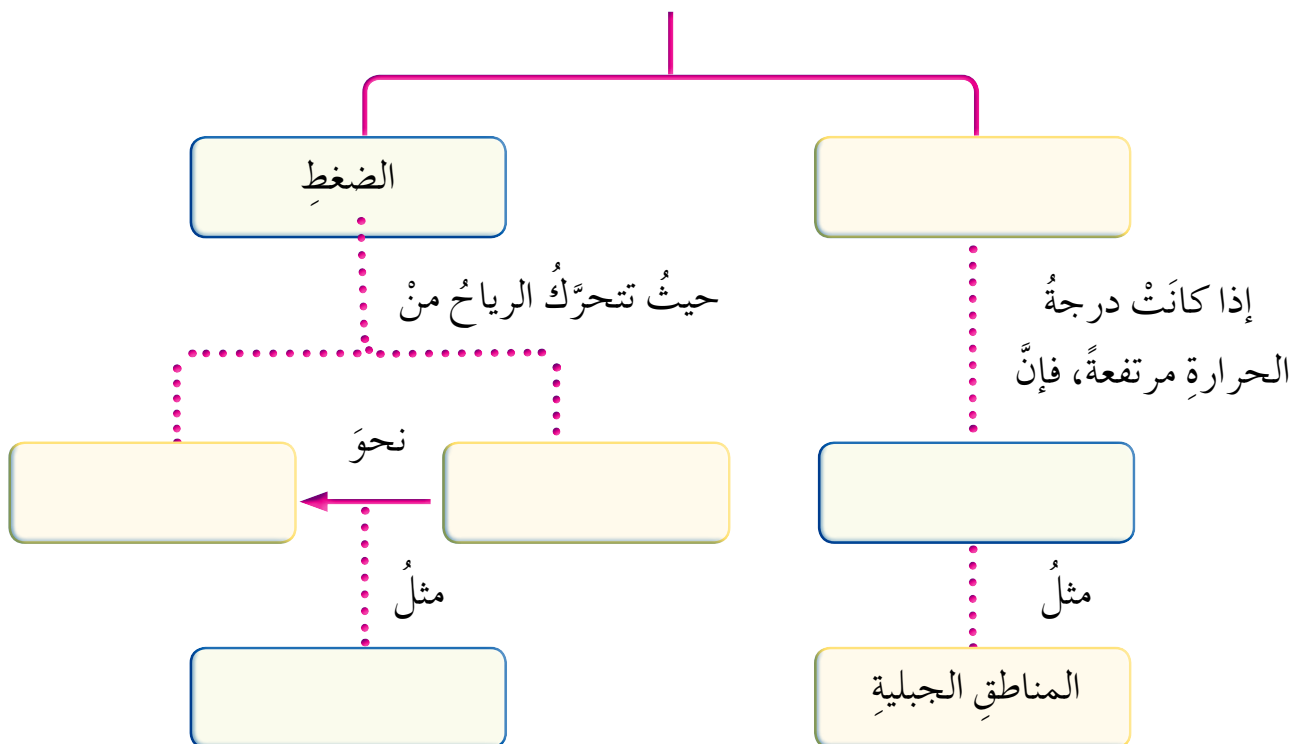 الضغطِ
حيثُ تتحرَّكُ الرياحُ منْ
إذا كانَتْ درجةُ
الحرارةِ مرتفعةً، فإنَّ
نحوَ
مثلُ
مثلُ
المناطقِ الجبليةِ